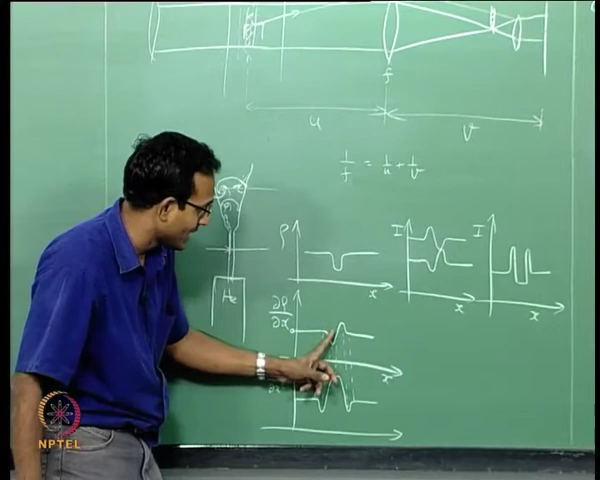 f
u
v
1/f = 1/u + 1/v
He
ρ
x
I
x
I
x
∂ρ/∂x
x
NPTEL